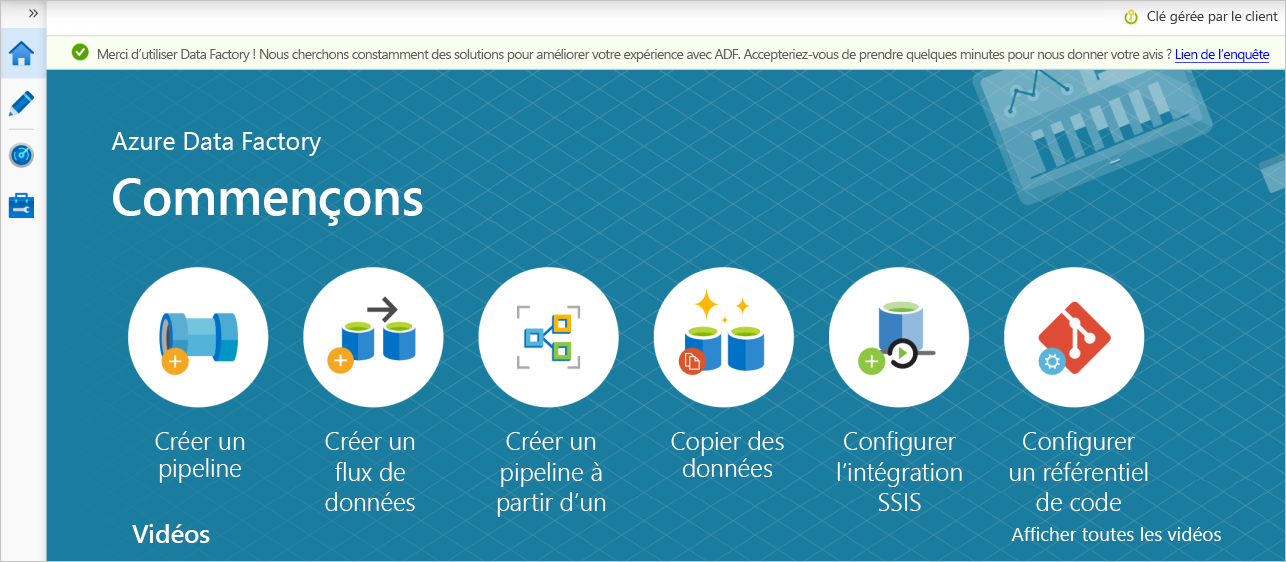 Clé gérée par le client
Merci d’utiliser Data Factory ! Nous cherchons constamment des solutions pour améliorer votre expérience avec ADF. Accepteriez-vous de prendre quelques minutes pour nous donner votre avis ? Lien de l’enquête
Azure Data Factory
Commençons
Créer un
pipeline
Créer un
flux de
données
Créer un
pipeline à
partir d’un
Copier des
données
Configurer
l’intégration
SSIS
Configurer
un référentiel
de code
Vidéos
Afficher toutes les vidéos